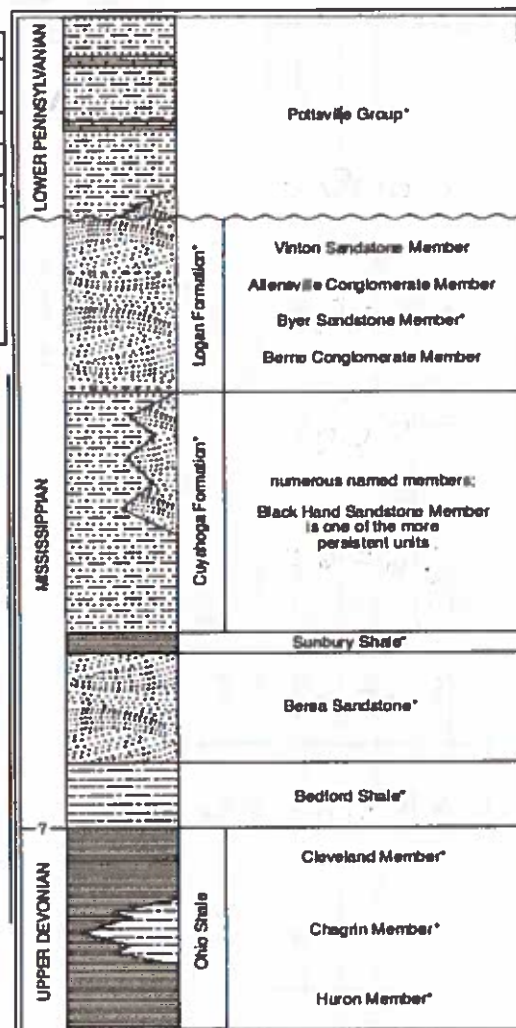 LOWER PENNSYLVANIAN
Pottsville Group*
MISSISSIPPIAN
Logan Formation*
Vinton Sandstone Member
Allensville Conglomerate Member
Byer Sandstone Member*
Berne Conglomerate Member
Cuyahoga Formation*
numerous named members;
Black Hand Sandstone Member
is one of the more
persistent units
Sunbury Shale*
Berea Sandstone*
Bedford Shale*
?
UPPER DEVONIAN
Ohio Shale
Cleveland Member*
Chagrin Member*
Huron Member*